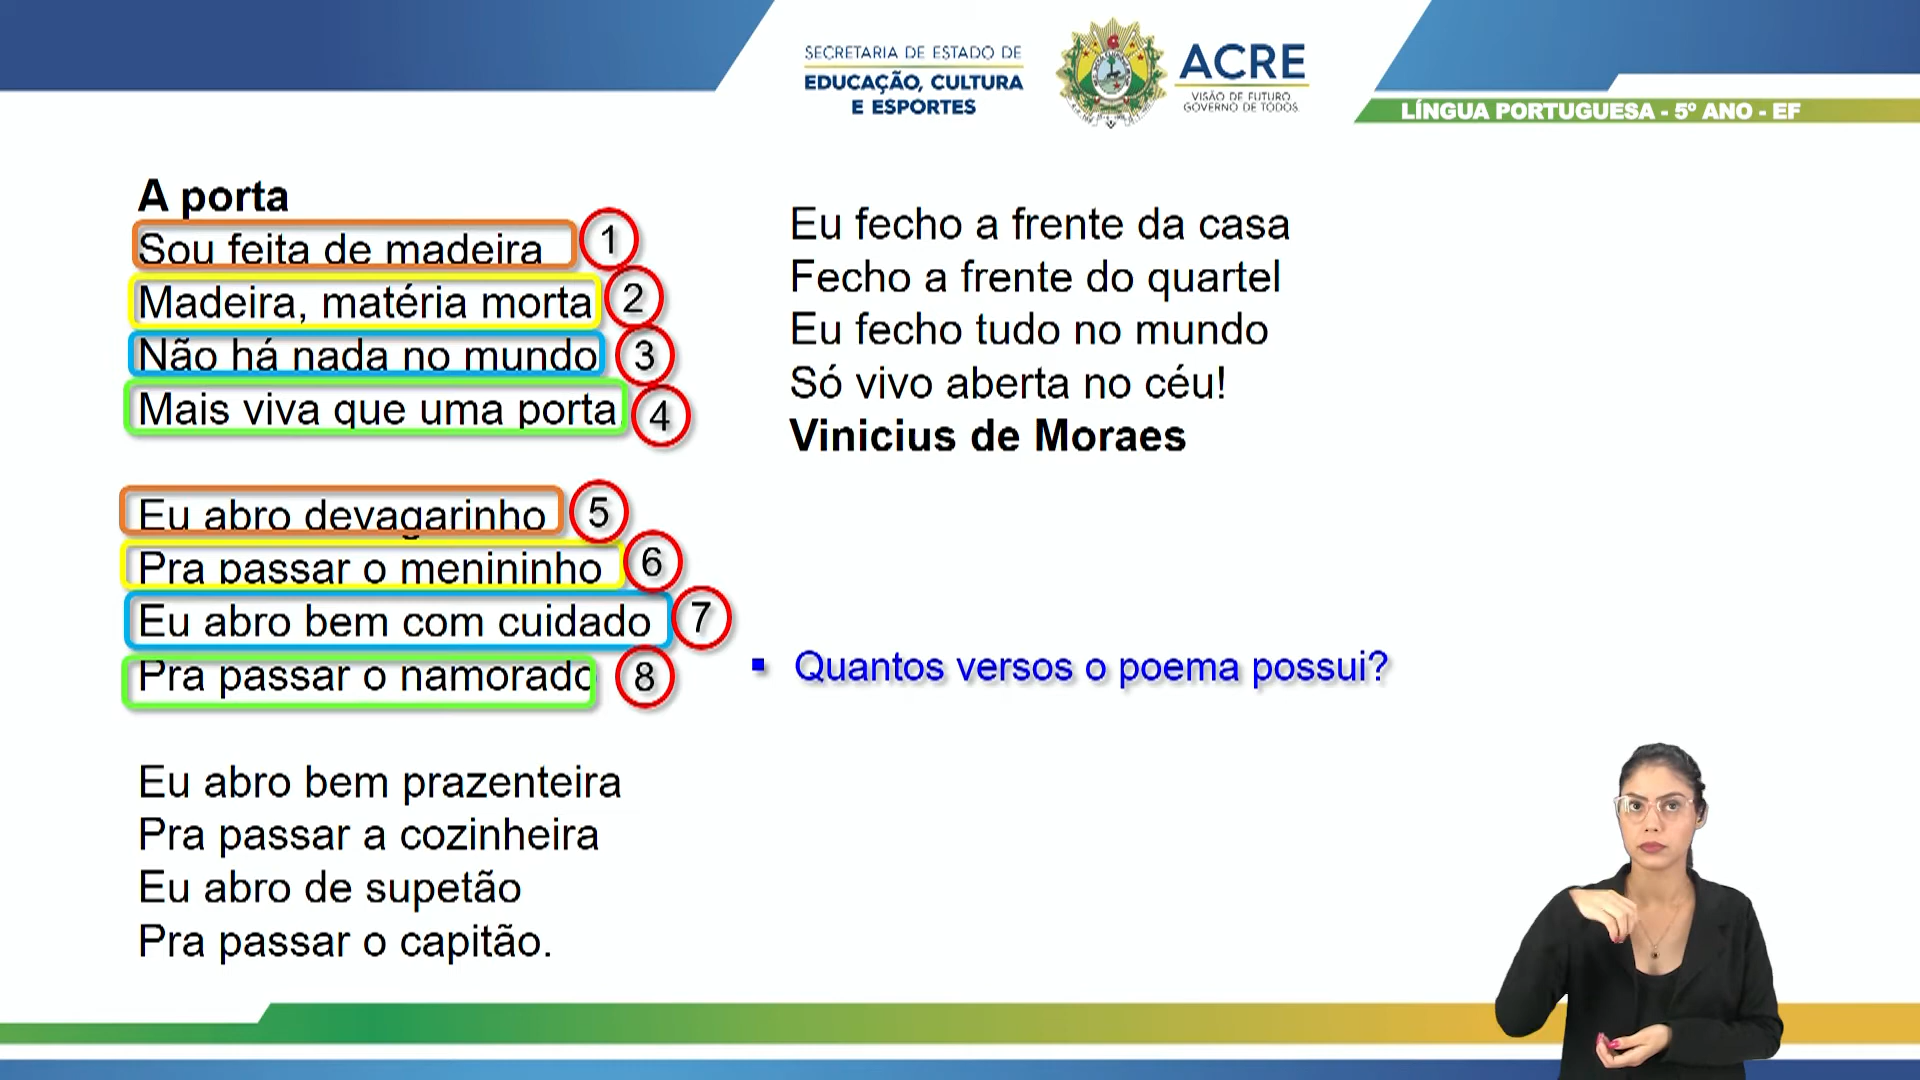 SECRETARIA DE ESTADO DE
EDUCAÇÃO, CULTURA
E ESPORTES
ACRE
VISÃO DE FUTURO
GOVERNO DE TODOS
LÍNGUA PORTUGUESA - 5º ANO - EF
A porta
Sou feita de madeira 1
Madeira, matéria morta 2
Não há nada no mundo 3
Mais viva que uma porta 4
Eu abro devagarinho 5
Pra passar o menininho 6
Eu abro bem com cuidado 7
Pra passar o namorado 8
Eu abro bem prazenteira
Pra passar a cozinheira
Eu abro de supetão
Pra passar o capitão.
Eu fecho a frente da casa
Fecho a frente do quartel
Eu fecho tudo no mundo
Só vivo aberta no céu!
Vinicius de Moraes
▪ Quantos versos o poema possui?